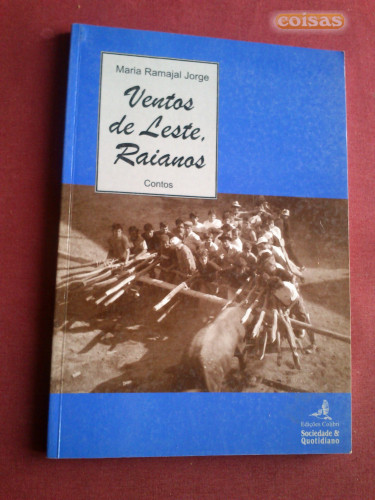 coisas
Maria Ramajal Jorge
Ventos
de Leste,
Raianos
Contos
Edições Colibri
Sociedade &
Quotidiano